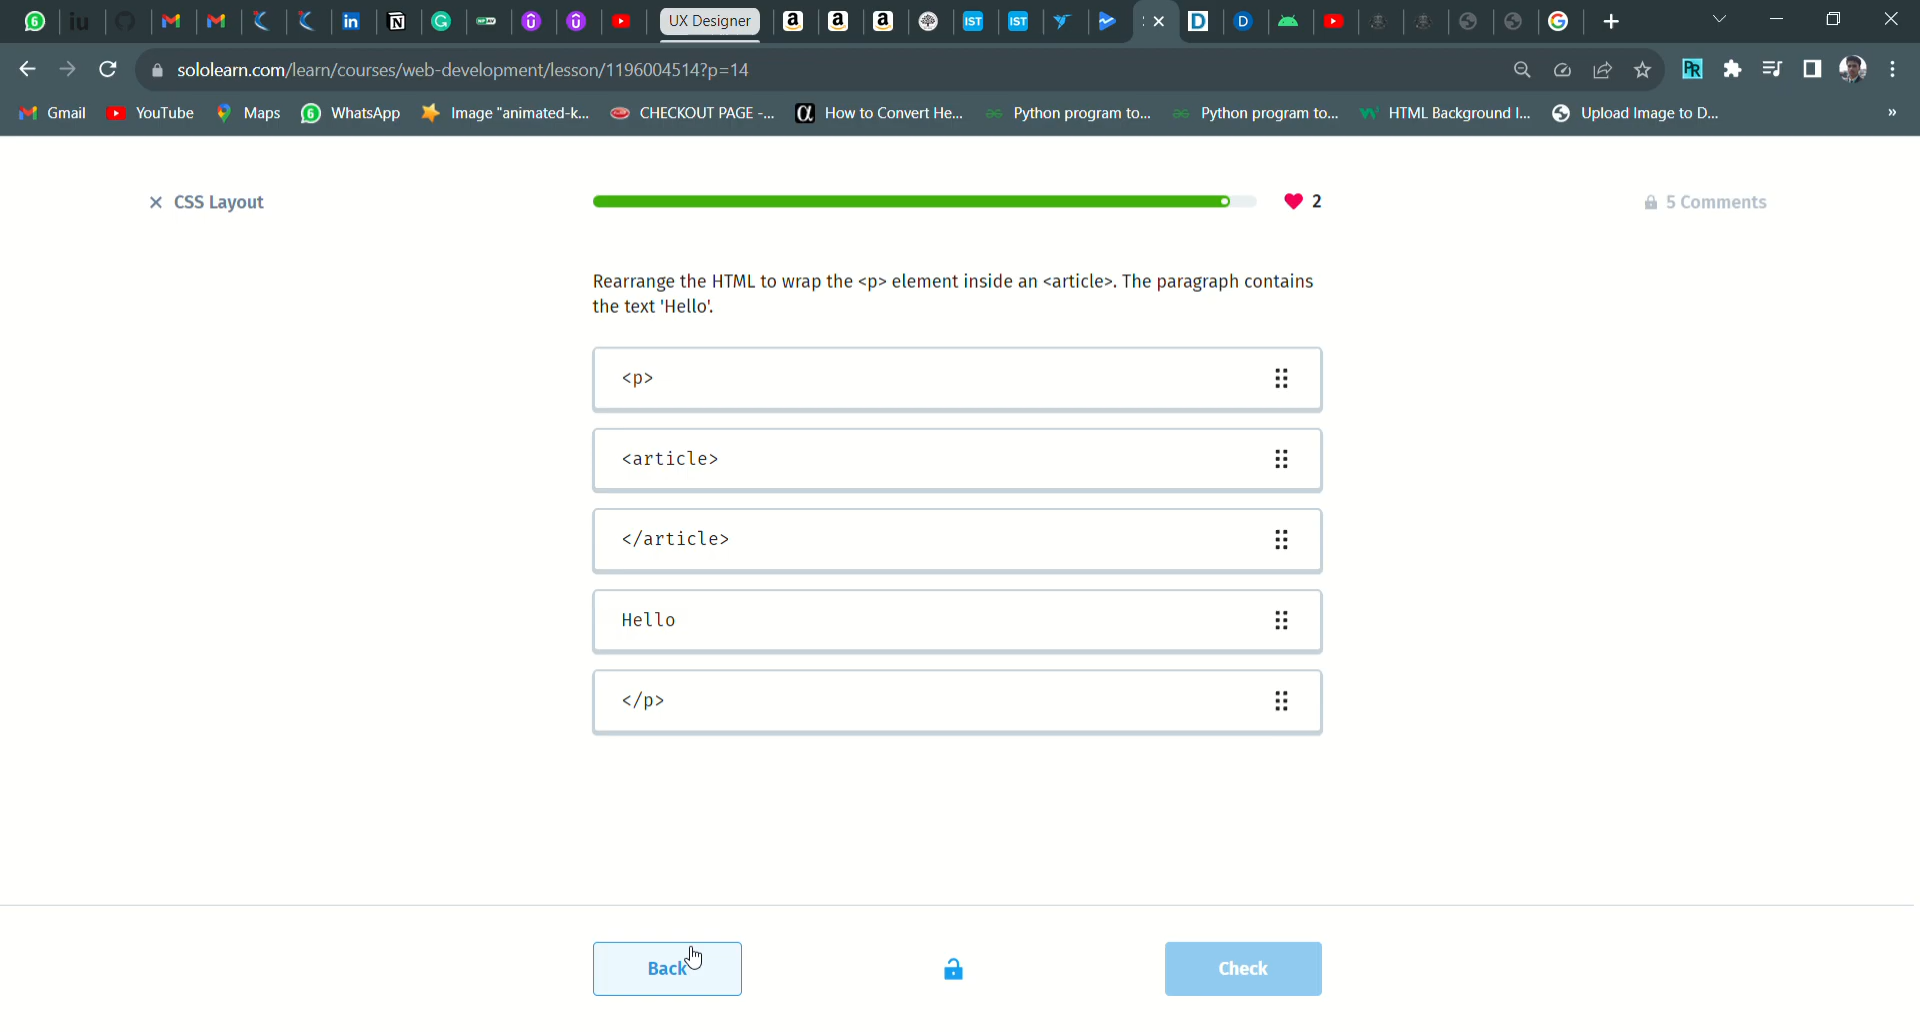 UX Designer
sololearn.com/learn/courses/web-development/lesson/1196004514?p=14
Gmail YouTube Maps WhatsApp Image "animated-k... CHECKOUT PAGE -... How to Convert He... Python program to... Python program to... HTML Background I... Upload Image to D... »
CSS Layout 2 5 Comments
Rearrange the HTML to wrap the <p> element inside an <article>. The paragraph contains
the text 'Hello'.
<p>
<article>
</article>
Hello
</p>
Back Check